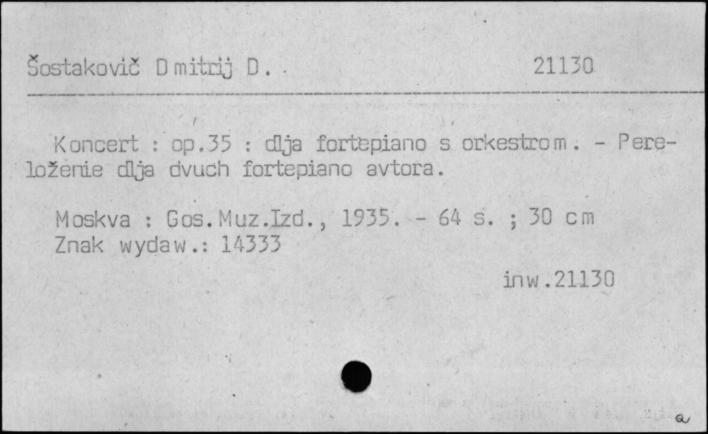 Šostakovič Dmitrij D. 21130
Koncert : op.35 : dlja fortepiano s orkestrom. - Pere-
loženie dlja dvuch fortepiano avtora.
Moskva : Gos.Muz.Izd., 1935. - 64 s. ; 30 cm
Znak wydaw.: 14333
inw.21130
a